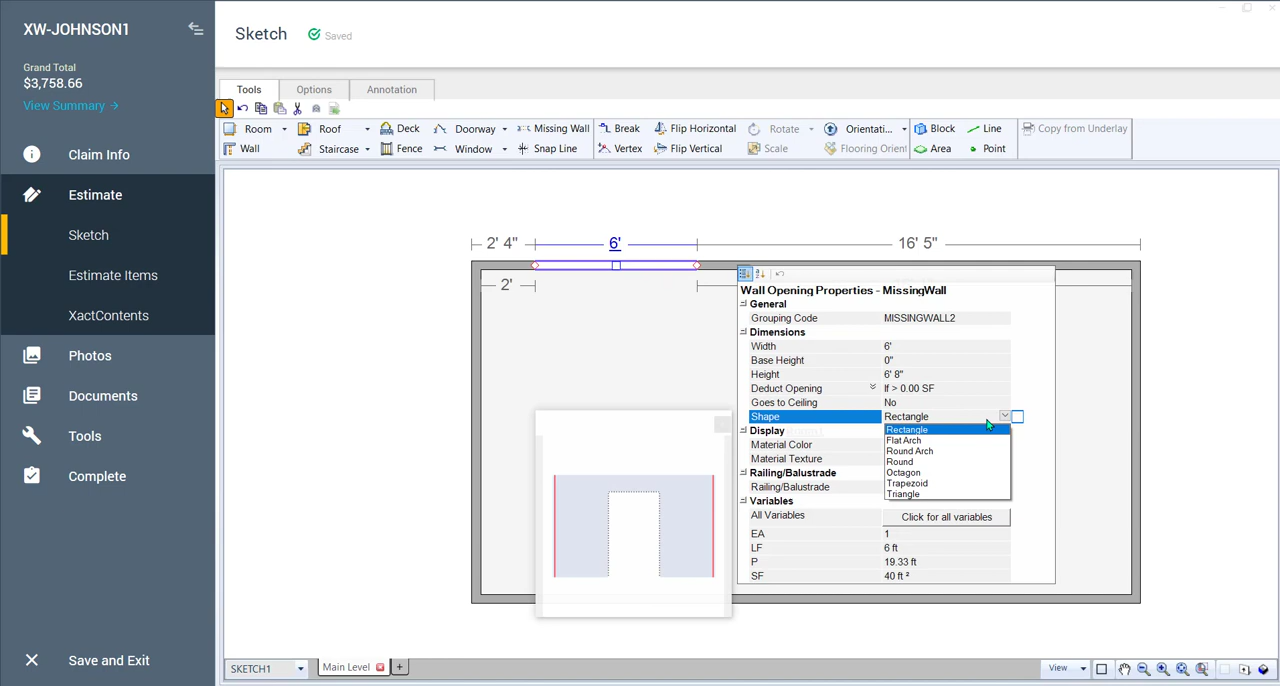 XW-JOHNSON1
Grand Total
$3,758.66
View Summary →
Claim Info
Estimate
Sketch
Estimate Items
XactContents
Photos
Documents
Tools
Complete
Save and Exit
Sketch
Saved
Tools
Options
Annotation
Room
Roof
Deck
Doorway
Missing Wall
Break
Flip Horizontal
Rotate
Orientati...
Block
Line
Copy from Underlay
Wall
Staircase
Fence
Window
Snap Line
Vertex
Flip Vertical
Scale
Flooring Orient
Area
Point
2' 4"
6'
16' 5"
2'
Wall Opening Properties - MissingWall
General
Grouping Code MISSINGWALL2
Dimensions
Width 6'
Base Height 0"
Height 6' 8"
Deduct Opening If > 0.00 SF
Goes to Ceiling No
Shape Rectangle
Rectangle
Flat Arch
Round Arch
Round
Octagon
Trapezoid
Triangle
Display
Material Color
Material Texture
Railing/Balustrade
Railing/Balustrade
Variables
All Variables Click for all variables
EA 1
LF 6 ft
P 19.33 ft
SF 40 ft ²
SKETCH1
Main Level
View